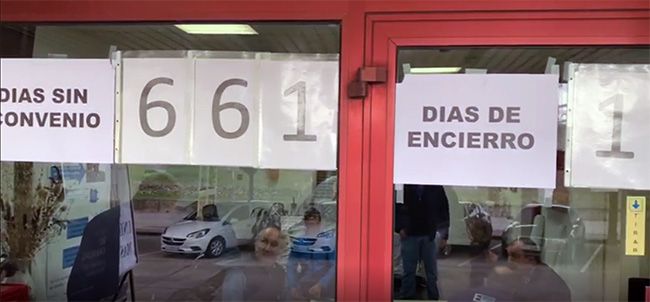 DIAS SIN
CONVENIO
661
DIAS DE
ENCIERRO
1
TIRAR